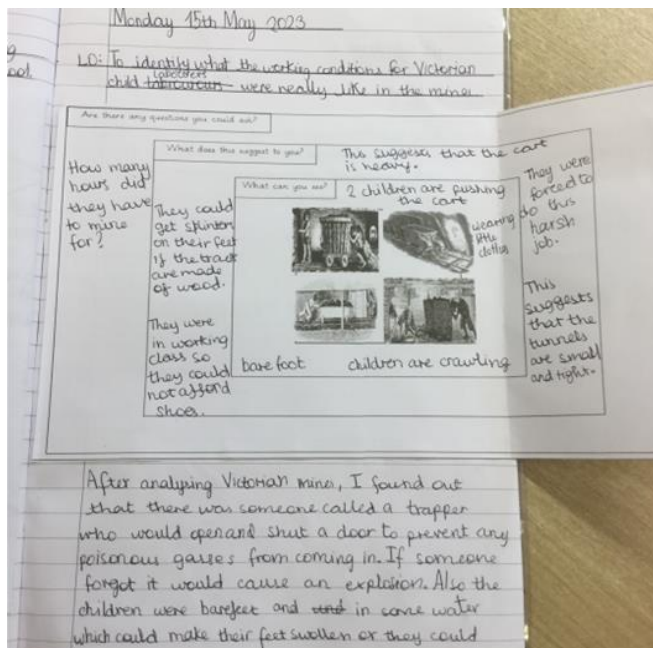 Monday 15th May 2023
ool.
LO: To identify what the working conditions for Victorian
labourers
child labourours were really like in the mines
Are there any questions you could ask?
How many
hours did
they have
to mine
for?
What does this suggest to you?
This suggests that the cart
is heavy.
They could
get splinters
on their feet
if the track
are made
of wood.
They were
in working
class so
they could
not afford
shoes.
They were
forced to
do this
harsh
job.
This
suggests
that the
tunnels
are small
and tight.
What can you see?
2 children are pushing
the cart
wearing
little
clothes
bare foot
children are crawling
After analysing Victorian mines, I found out
that there was someone called a trapper
who would open and shut a door to prevent any
poisonous gasses from coming in. If someone
forgot it would cause an explosion. Also the
children were barefeet and in some water
which could make their feet swollen or they could